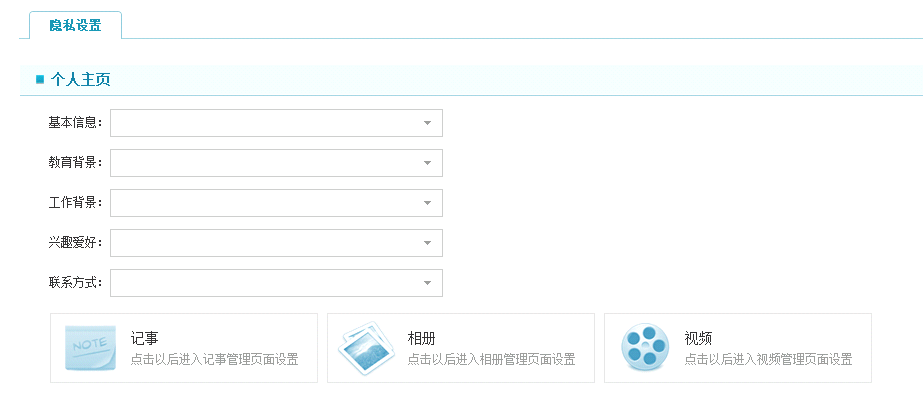 隐私设置
个人主页
基本信息：
教育背景：
工作背景：
兴趣爱好：
联系方式：
NOTE
记事
点击以后进入记事管理页面设置
相册
点击以后进入相册管理页面设置
视频
点击以后进入视频管理页面设置